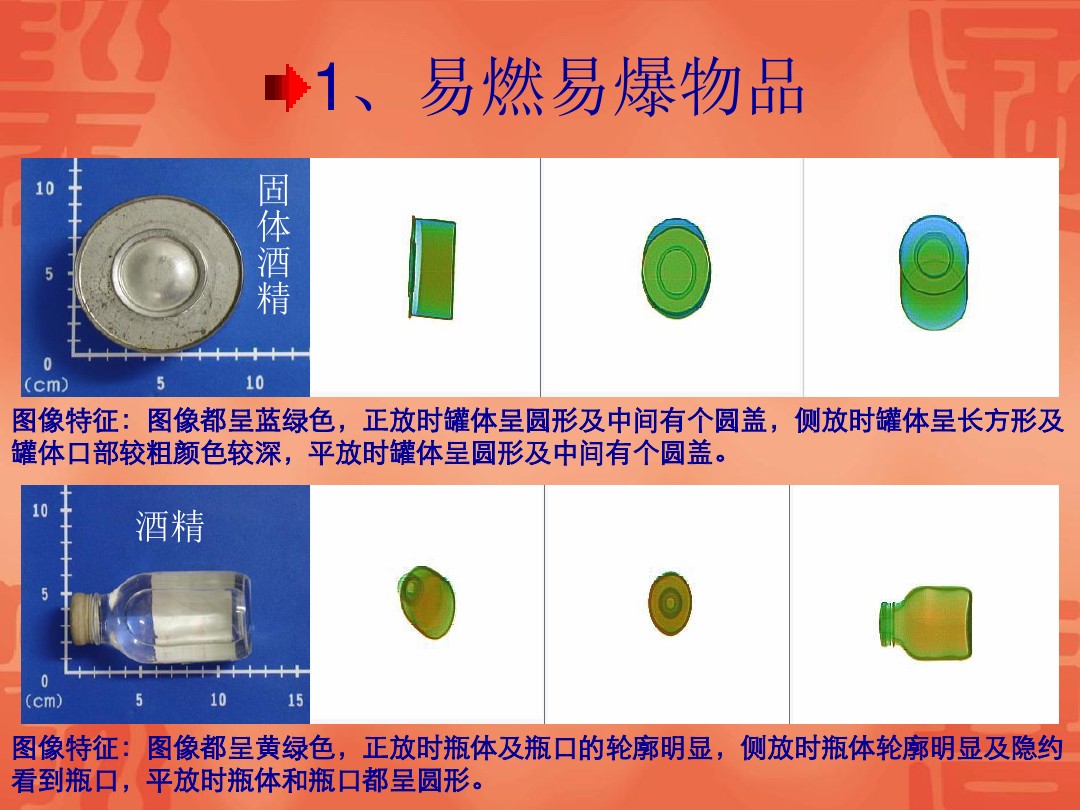 1、易燃易爆物品
固体酒精
10
5
0
(cm)
5
10
图像特征：图像都呈蓝绿色，正放时罐体呈圆形及中间有个圆盖，侧放时罐体呈长方形及
罐体口部较粗颜色较深，平放时罐体呈圆形及中间有个圆盖。
酒精
10
5
0
(cm)
5
10
15
图像特征：图像都呈黄绿色，正放时瓶体及瓶口的轮廓明显，侧放时瓶体轮廓明显及隐约
看到瓶口，平放时瓶体和瓶口都呈圆形。